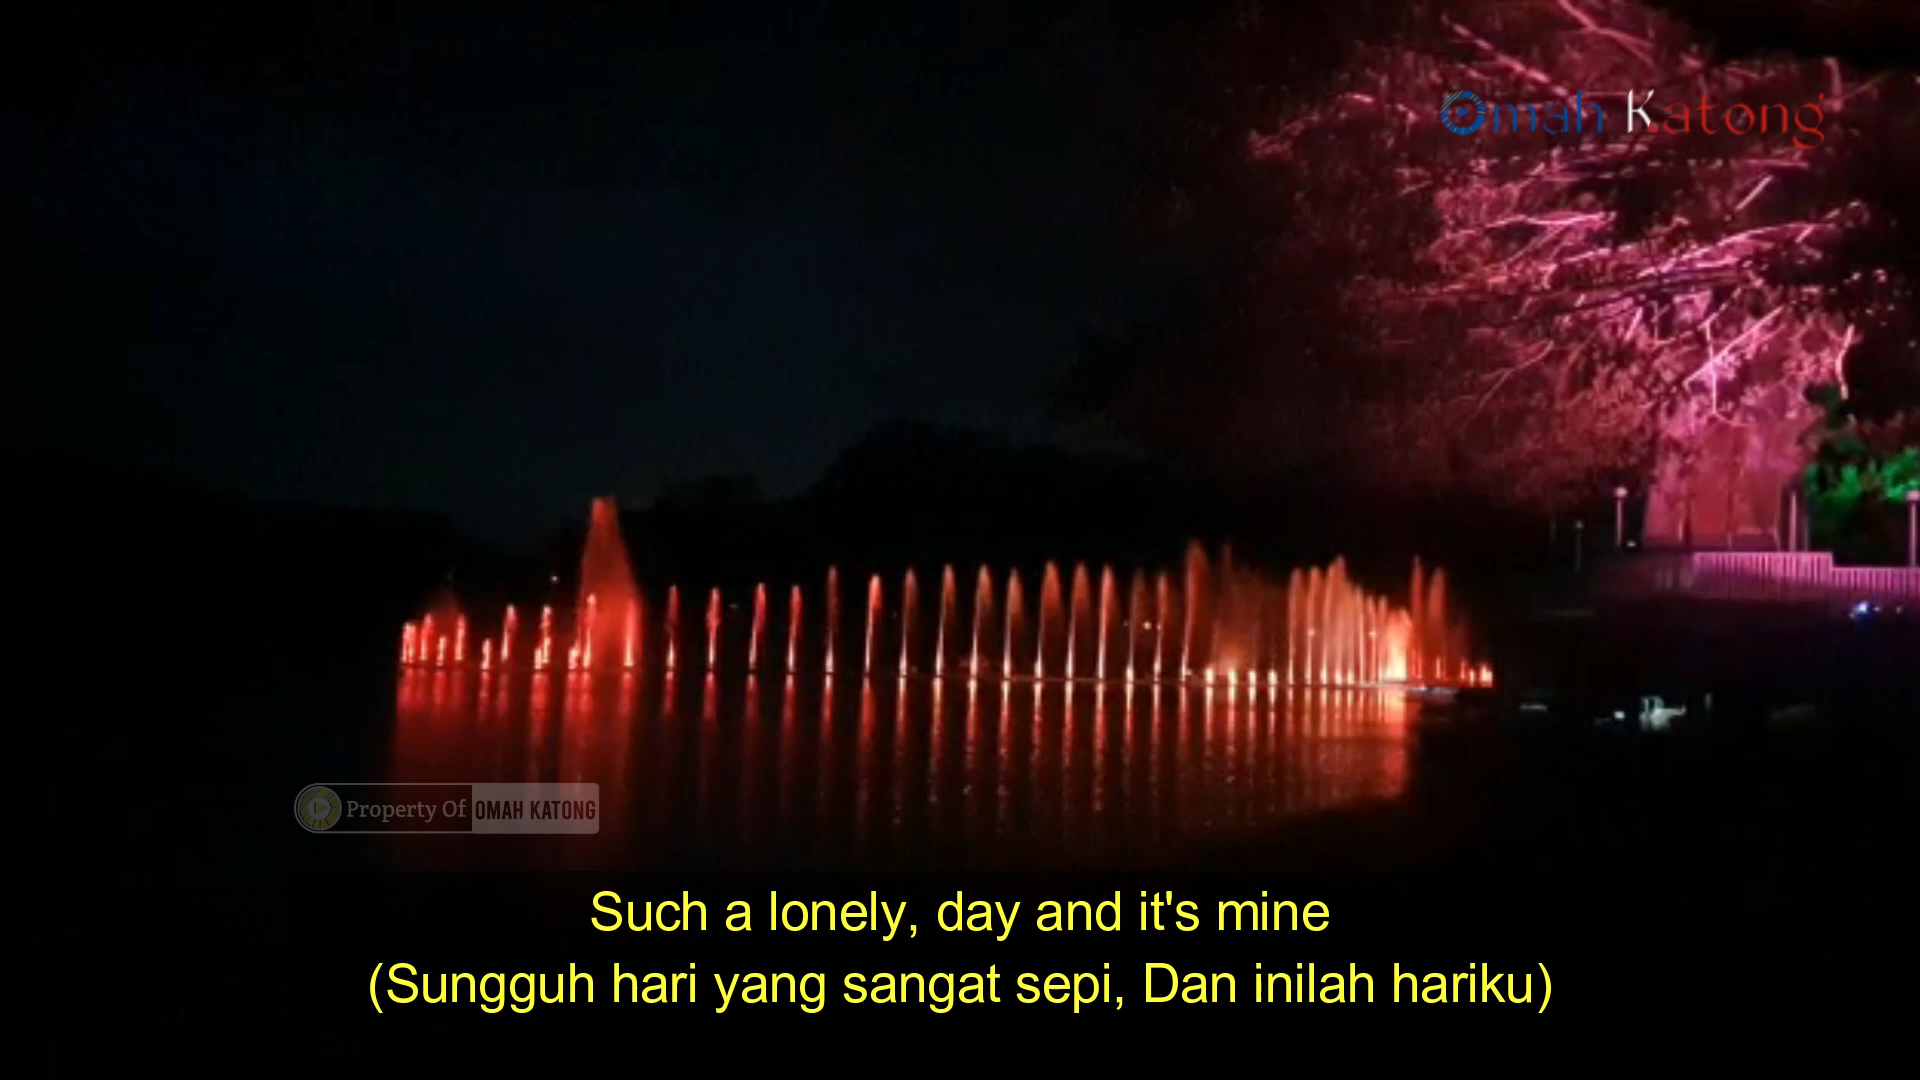 Omah Katong
Property Of OMAH KATONG
Such a lonely, day and it's mine
(Sungguh hari yang sangat sepi, Dan inilah hariku)